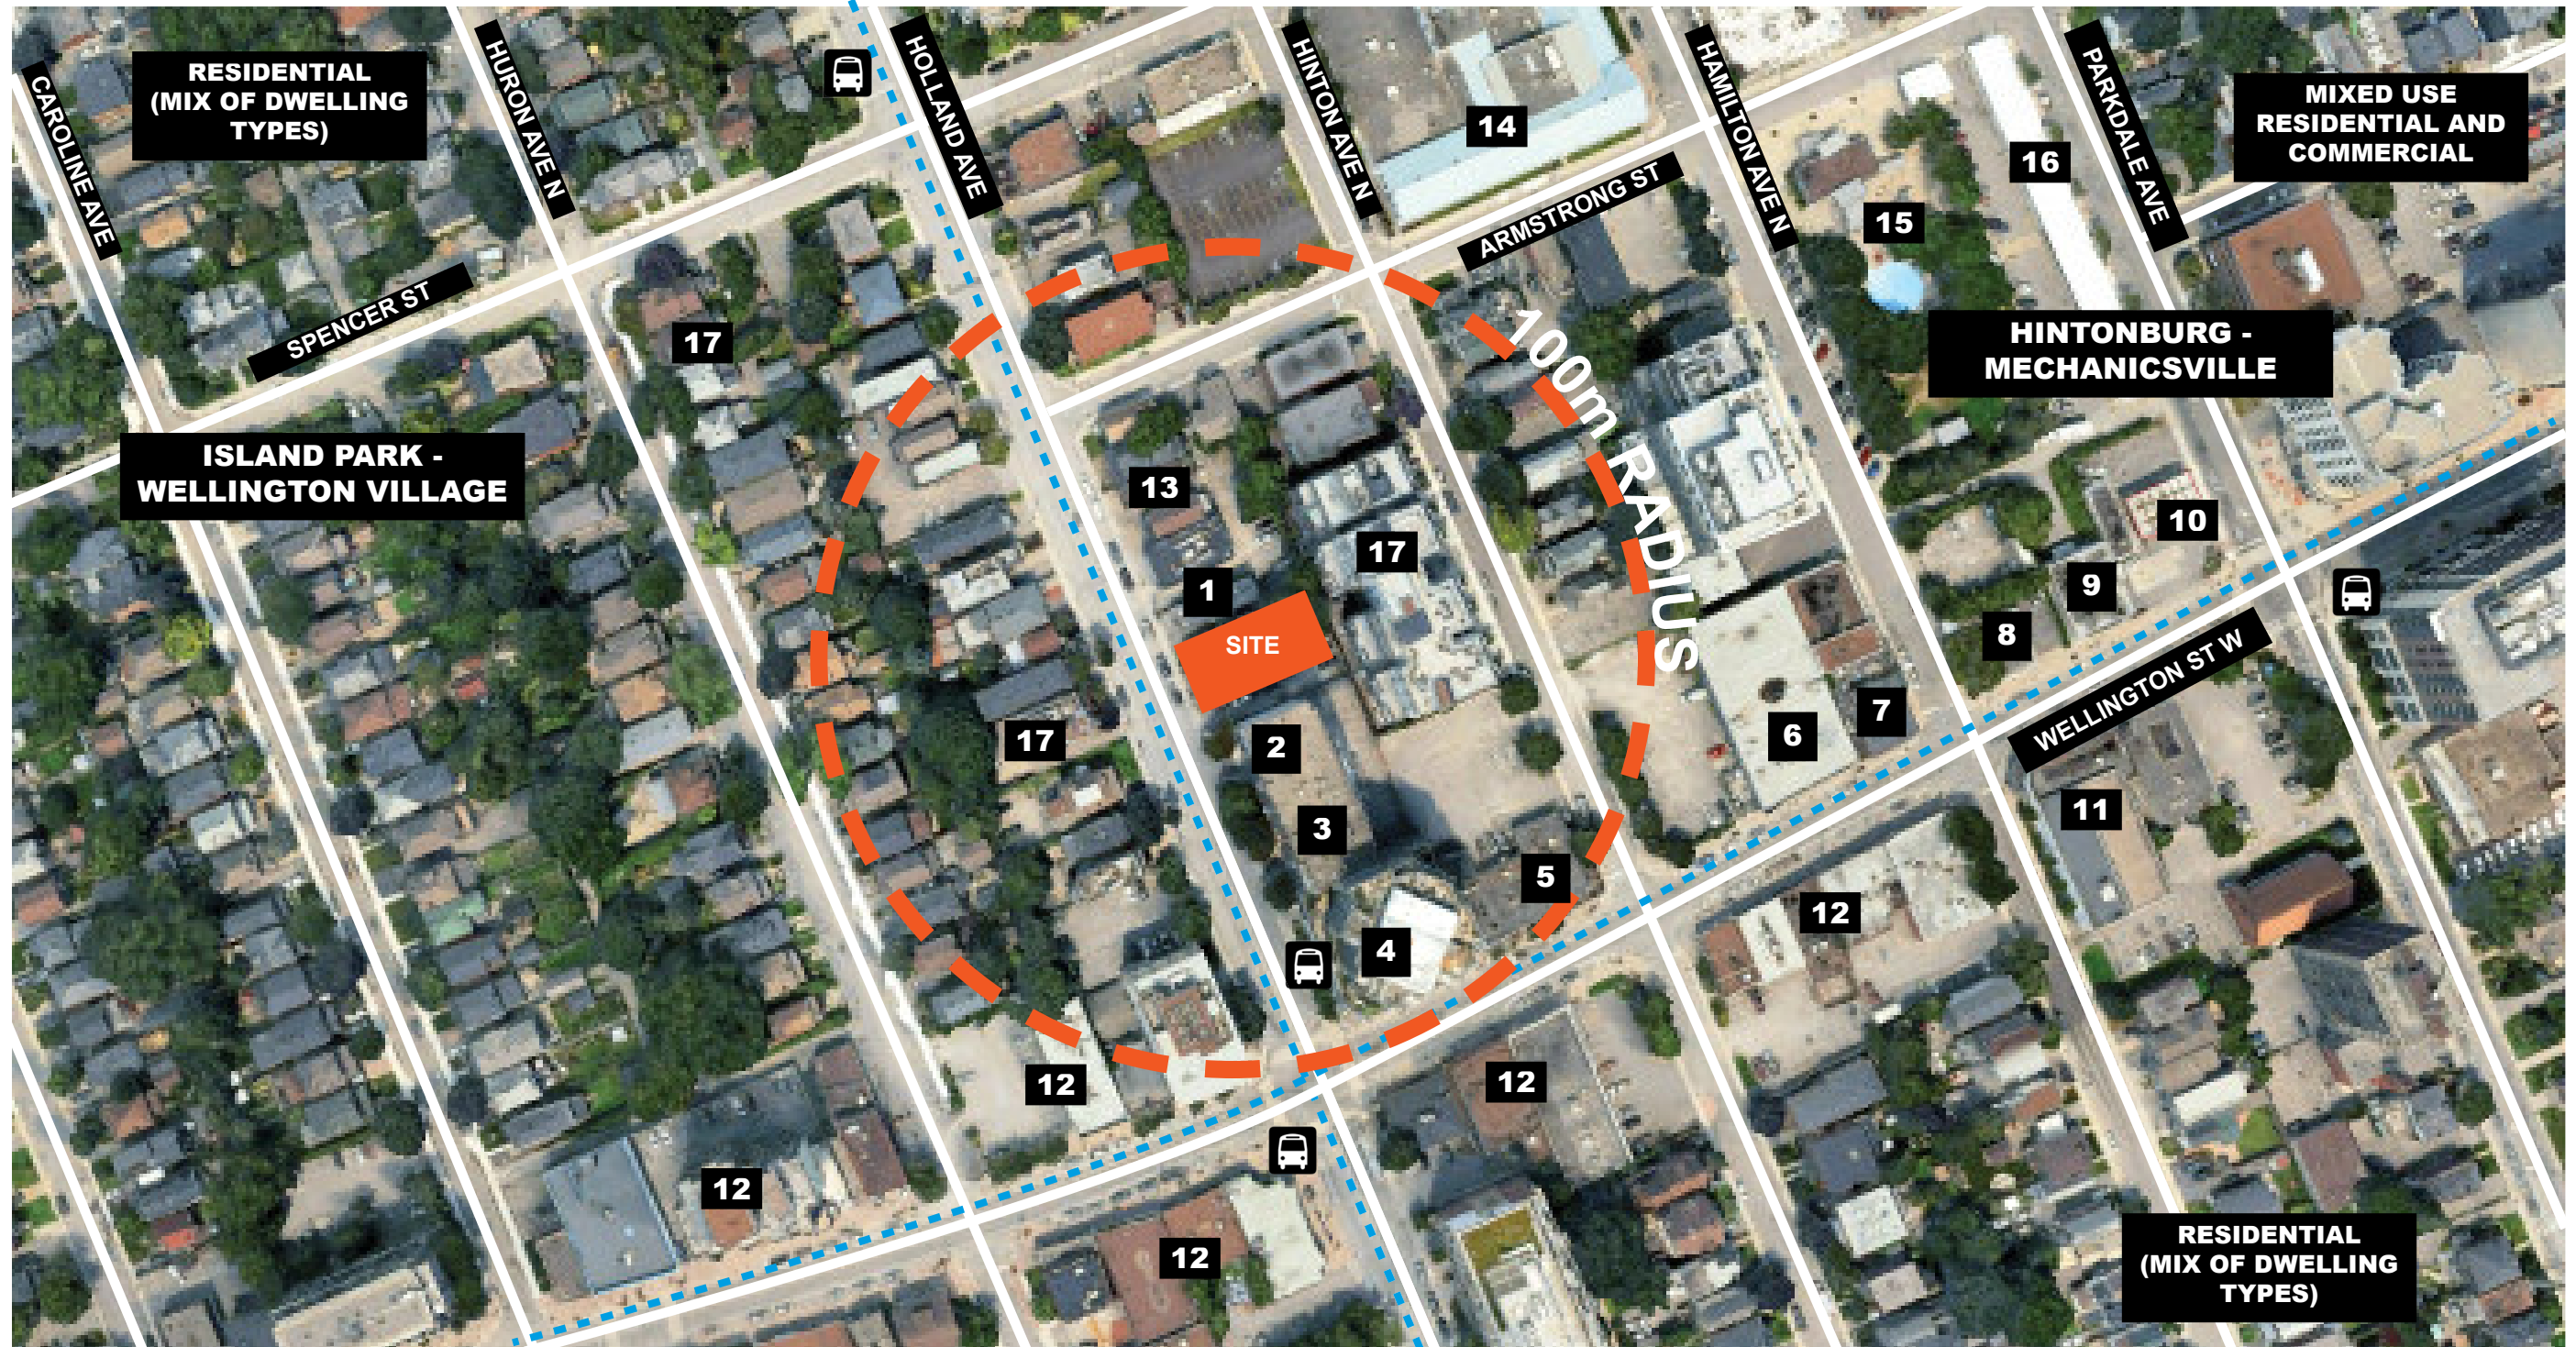 CAROLINE AVE
RESIDENTIAL
(MIX OF DWELLING
TYPES)
HURON AVE N
HOLLAND AVE
HINTON AVE N
14
HAMILTON AVE N
PARKDALE AVE
MIXED USE
RESIDENTIAL AND
COMMERCIAL
16
15
ARMSTRONG ST
SPENCER ST
17
100m RADIUS
HINTONBURG -
MECHANICSVILLE
ISLAND PARK -
WELLINGTON VILLAGE
13
17
10
1
9
SITE
8
WELLINGTON ST W
17
2
6
7
3
11
5
12
4
12
12
12
12
RESIDENTIAL
(MIX OF DWELLING
TYPES)